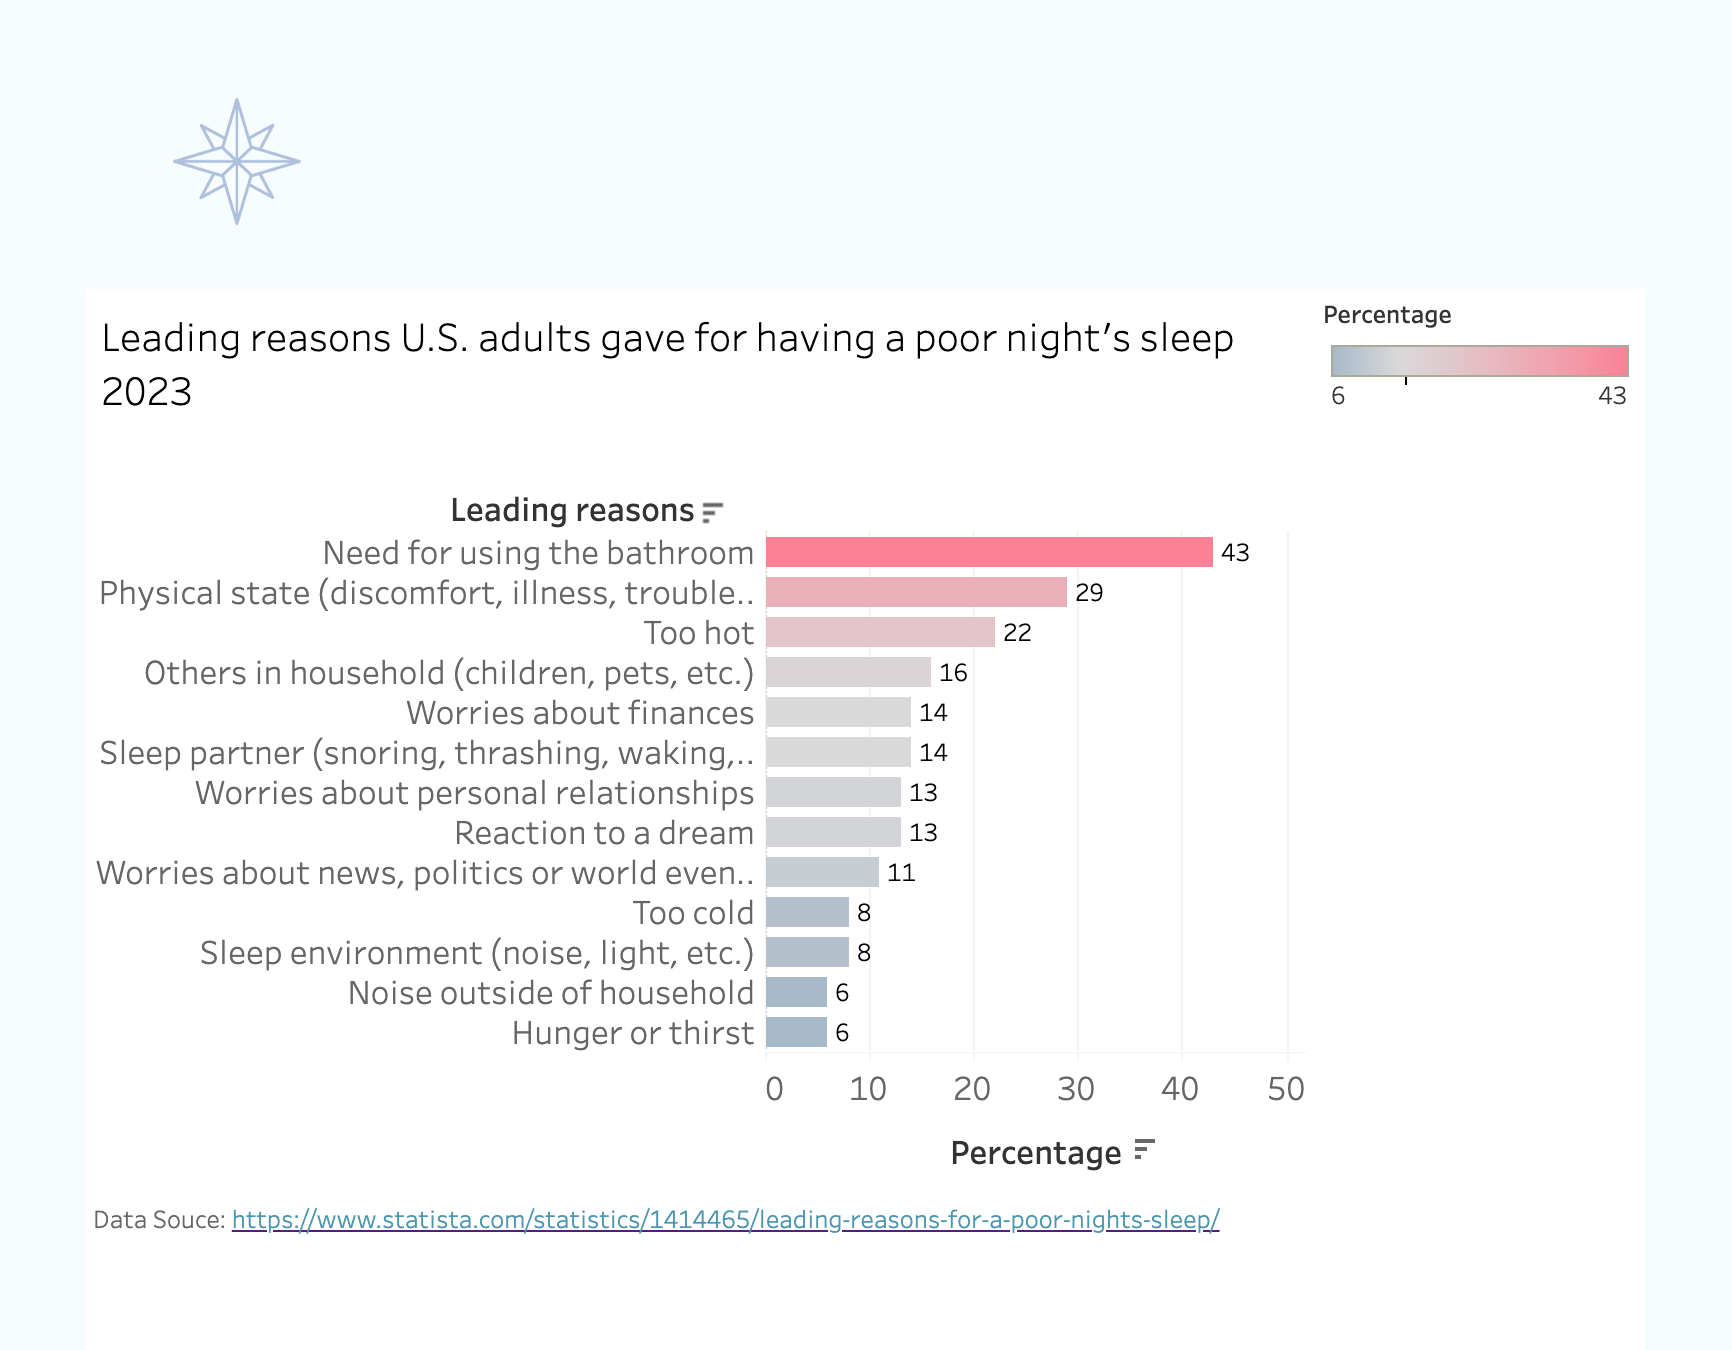 Leading reasons U.S. adults gave for having a poor night’s sleep
2023
Percentage
6 43
Leading reasons
Need for using the bathroom 43
Physical state (discomfort, illness, trouble.. 29
Too hot 22
Others in household (children, pets, etc.) 16
Worries about finances 14
Sleep partner (snoring, thrashing, waking,.. 14
Worries about personal relationships 13
Reaction to a dream 13
Worries about news, politics or world even.. 11
Too cold 8
Sleep environment (noise, light, etc.) 8
Noise outside of household 6
Hunger or thirst 6
0 10 20 30 40 50
Percentage
Data Souce: https://www.statista.com/statistics/1414465/leading-reasons-for-a-poor-nights-sleep/